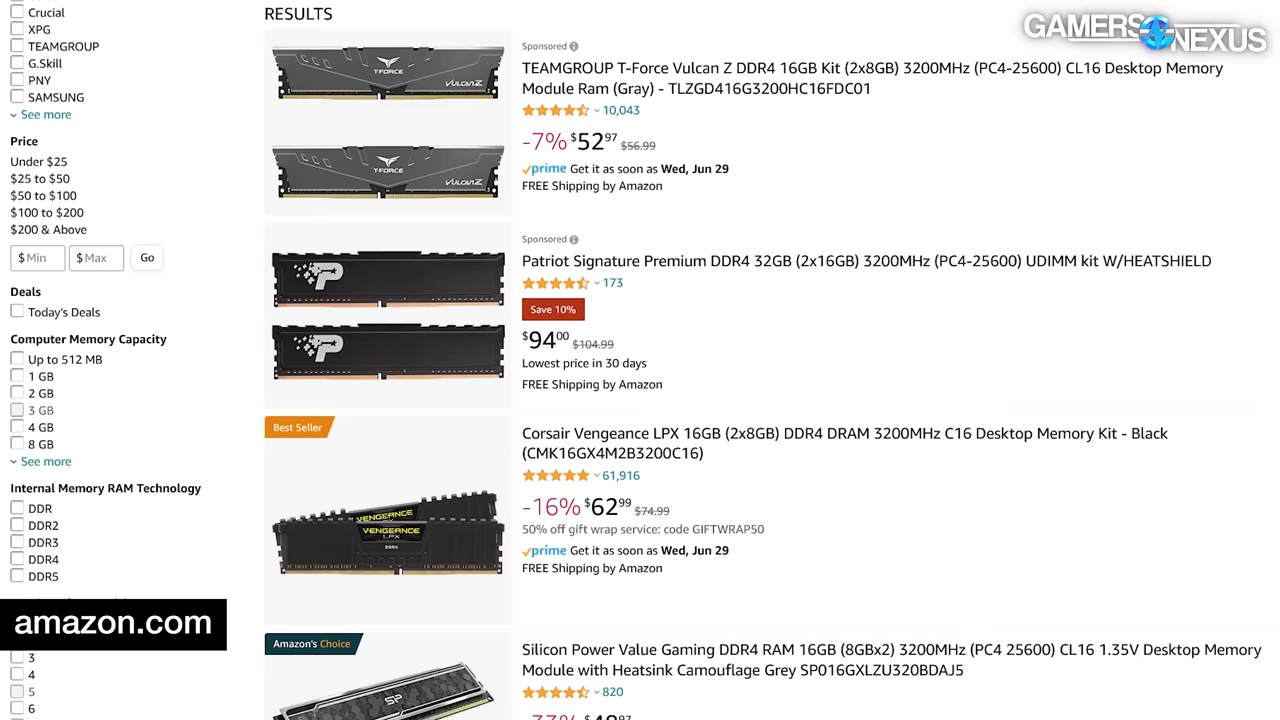 Crucial
XPG
TEAMGROUP
G.Skill
PNY
SAMSUNG
See more
Price
Under $25
$25 to $50
$50 to $100
$100 to $200
$200 & Above
$ Min
$ Max
Go
Deals
Today's Deals
Computer Memory Capacity
Up to 512 MB
1 GB
2 GB
3 GB
4 GB
8 GB
See more
Internal Memory RAM Technology
DDR
DDR2
DDR3
DDR4
DDR5
amazon.com
3
4
5
6
RESULTS
GAMERS NEXUS
T-FORCE
VULCAN Z
T-FORCE
VULCAN Z
Sponsored
TEAMGROUP T-Force Vulcan Z DDR4 16GB Kit (2x8GB) 3200MHz (PC4-25600) CL16 Desktop Memory
Module Ram (Gray) - TLZGD416G3200HC16FDC01
10,043
-7% $52 97 $56.99
prime Get it as soon as Wed, Jun 29
FREE Shipping by Amazon
Sponsored
Patriot Signature Premium DDR4 32GB (2x16GB) 3200MHz (PC4-25600) UDIMM kit W/HEATSHIELD
173
Save 10%
$94 00 $104.99
Lowest price in 30 days
FREE Shipping by Amazon
Best Seller
VENGEANCE
VENGEANCE
LPX
DDR4
Corsair Vengeance LPX 16GB (2x8GB) DDR4 DRAM 3200MHz C16 Desktop Memory Kit - Black
(CMK16GX4M2B3200C16)
61,916
-16% $62 99 $74.99
50% off gift wrap service: code GIFTWRAP50
prime Get it as soon as Wed, Jun 29
FREE Shipping by Amazon
Amazon's Choice
SP
Silicon Power Value Gaming DDR4 RAM 16GB (8GBx2) 3200MHz (PC4 25600) CL16 1.35V Desktop Memory
Module with Heatsink Camouflage Grey SP016GXLZU320BDAJ5
820